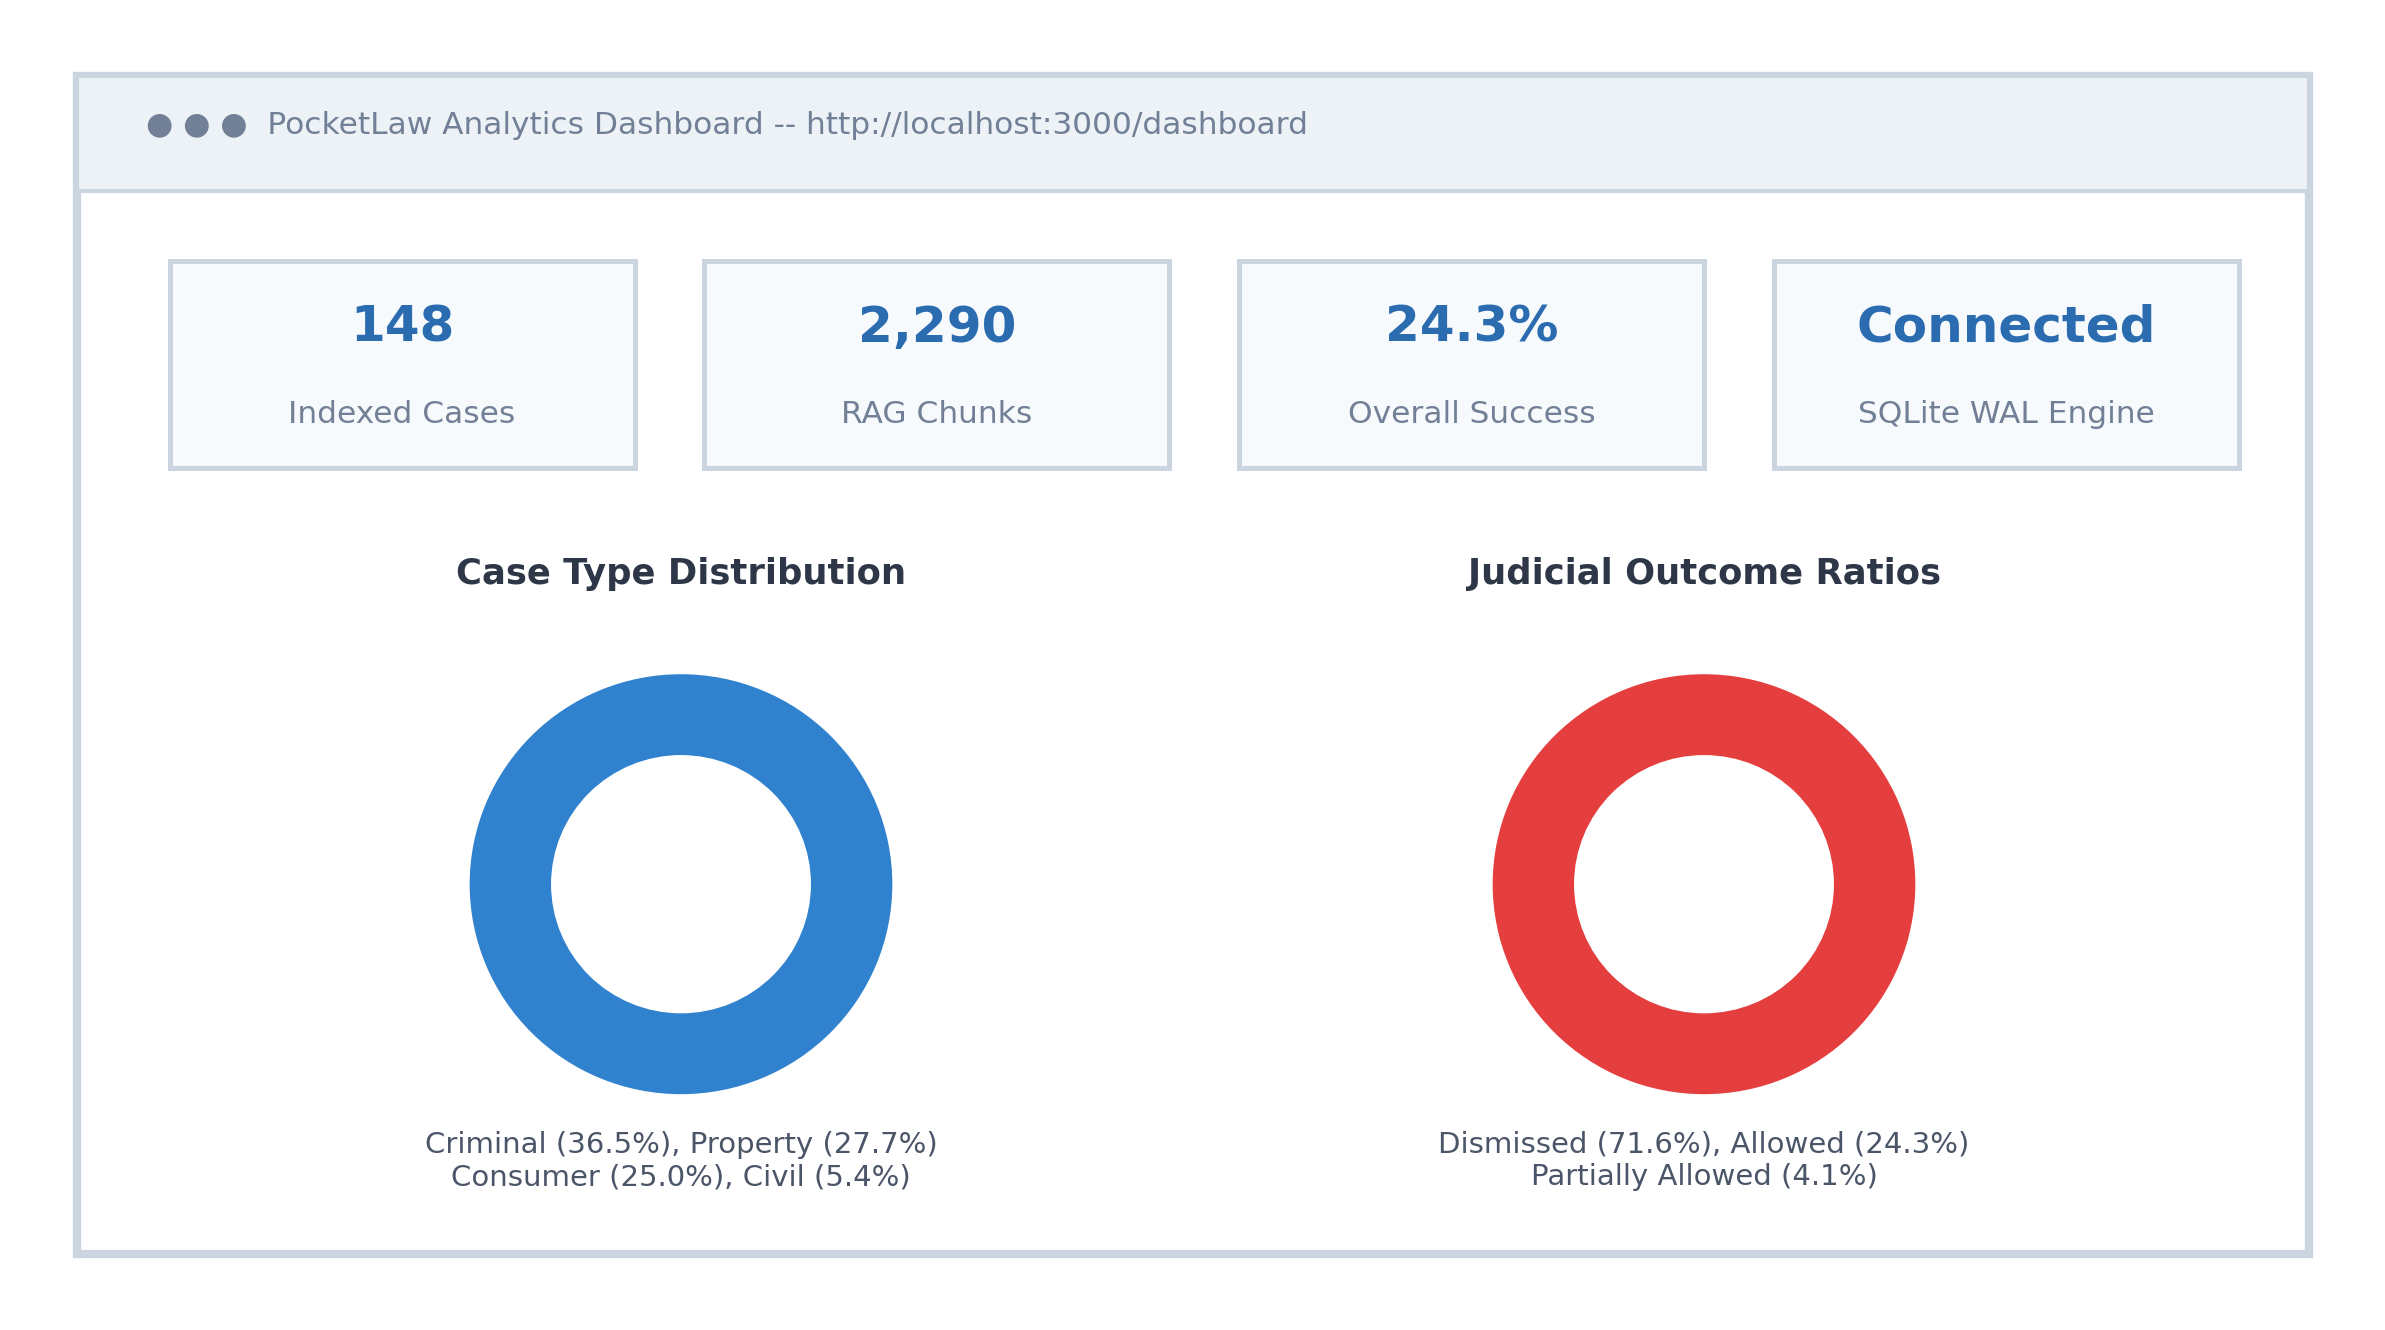 ● ● ● PocketLaw Analytics Dashboard -- http://localhost:3000/dashboard
148
Indexed Cases
2,290
RAG Chunks
24.3%
Overall Success
Connected
SQLite WAL Engine
Case Type Distribution
Criminal (36.5%), Property (27.7%)
Consumer (25.0%), Civil (5.4%)
Judicial Outcome Ratios
Dismissed (71.6%), Allowed (24.3%)
Partially Allowed (4.1%)